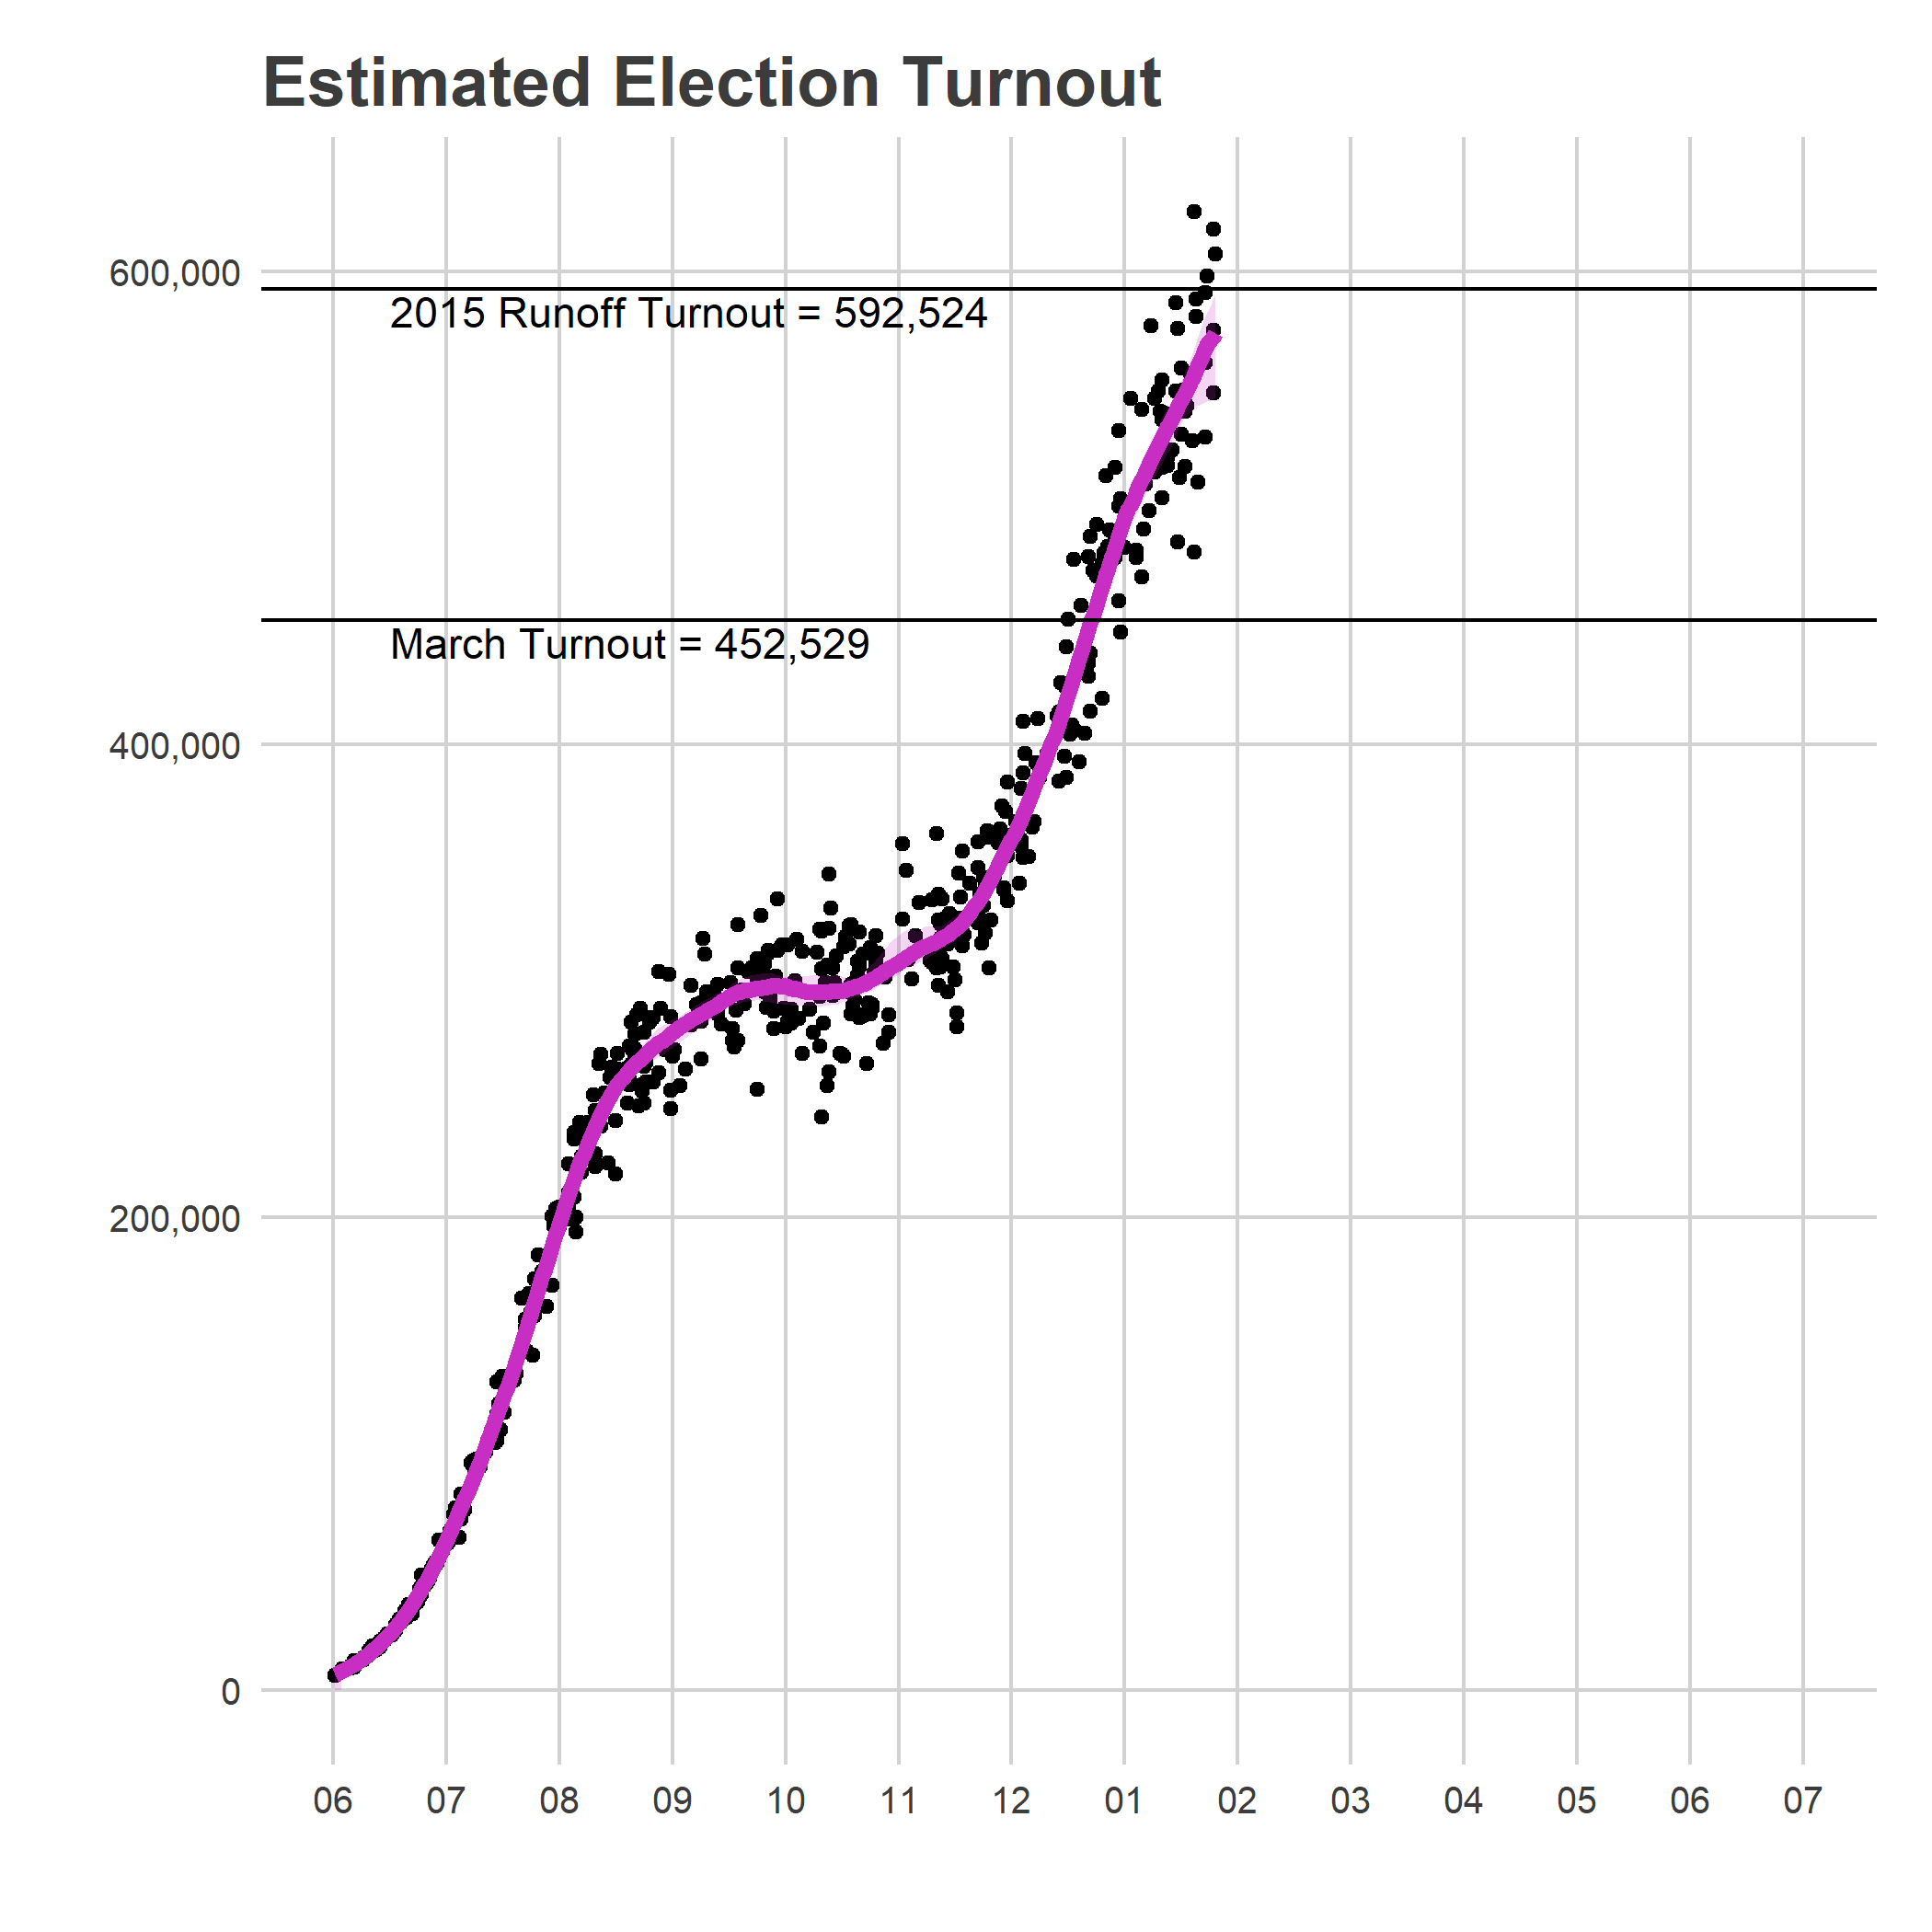 Estimated Election Turnout
600,000
2015 Runoff Turnout = 592,524
March Turnout = 452,529
400,000
200,000
0
06 07 08 09 10 11 12 01 02 03 04 05 06 07